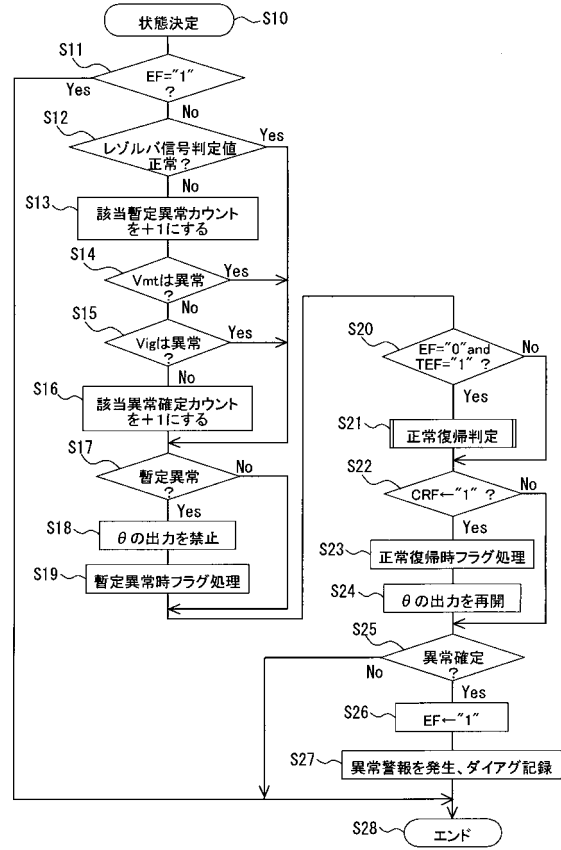 状態決定
S10
S11
EF="1"
?
Yes
No
S12
レゾルバ信号判定値
正常?
Yes
No
S13
該当暫定異常カウント
を+1にする
S14
Vmtは異常
?
Yes
No
S15
Vigは異常
?
Yes
No
S16
該当異常確定カウント
を+1にする
S17
暫定異常
?
No
Yes
S18
θの出力を禁止
S19
暫定異常時フラグ処理
S20
EF="0"and
TEF="1" ?
No
Yes
S21
正常復帰判定
S22
CRF←"1" ?
No
Yes
S23
正常復帰時フラグ処理
S24
θの出力を再開
S25
異常確定
?
No
Yes
S26
EF←"1"
S27
異常警報を発生、ダイアグ記録
S28
エンド